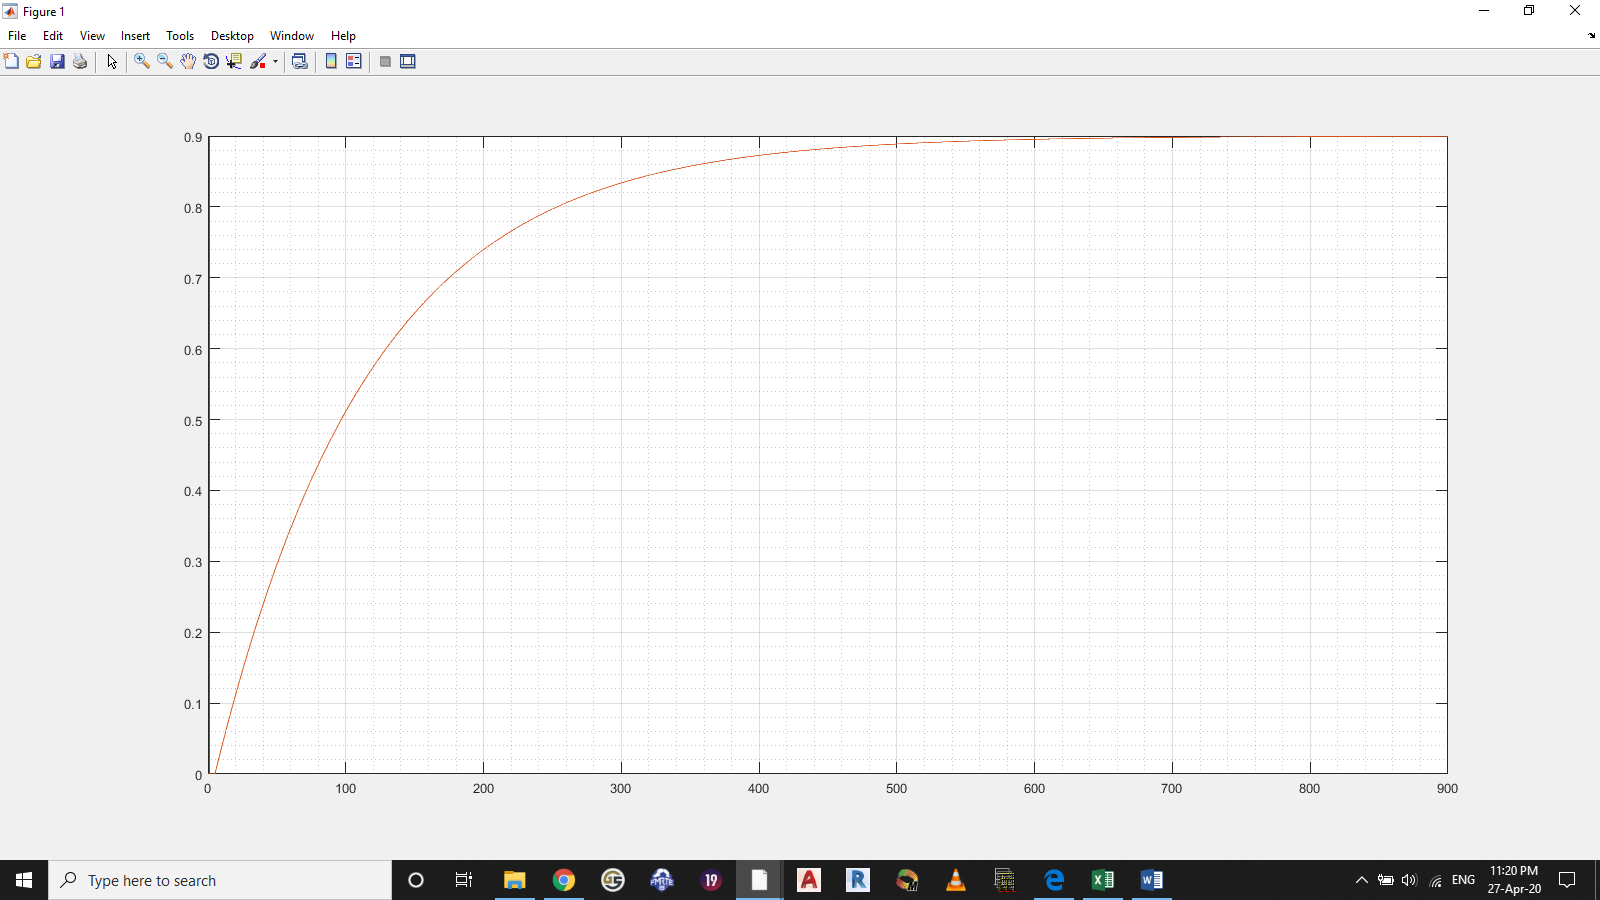 Figure 1
File Edit View Insert Tools Desktop Window Help
0.9
0.8
0.7
0.6
0.5
0.4
0.3
0.2
0.1
0
0 100 200 300 400 500 600 700 800 900
Type here to search
19
ENG
11:20 PM
27-Apr-20